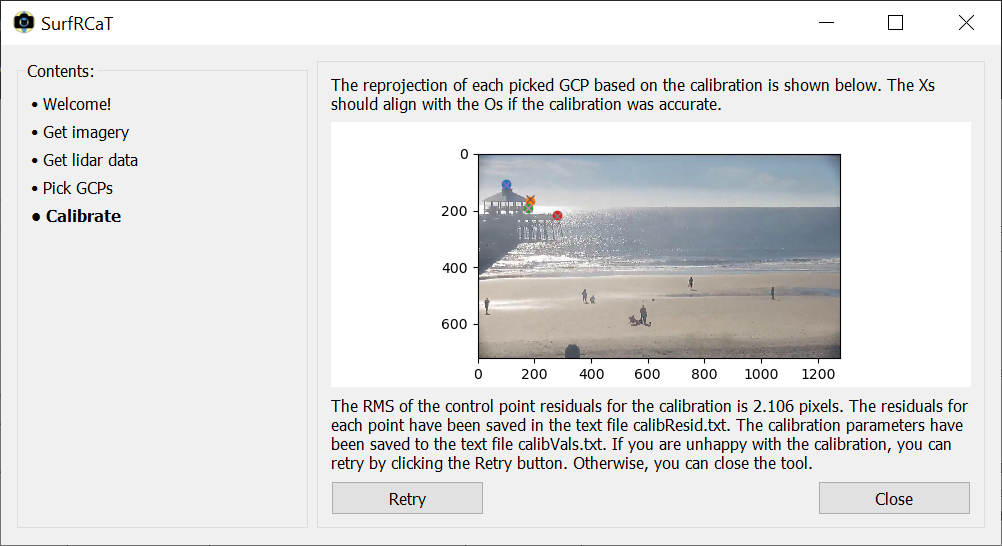 SurfRCaT
Contents:
• Welcome!
• Get imagery
• Get lidar data
• Pick GCPs
• Calibrate
The reprojection of each picked GCP based on the calibration is shown below. The Xs
should align with the Os if the calibration was accurate.
0
200
400
600
0 200 400 600 800 1000 1200
The RMS of the control point residuals for the calibration is 2.106 pixels. The residuals for
each point have been saved in the text file calibResid.txt. The calibration parameters have
been saved to the text file calibVals.txt. If you are unhappy with the calibration, you can
retry by clicking the Retry button. Otherwise, you can close the tool.
Retry Close